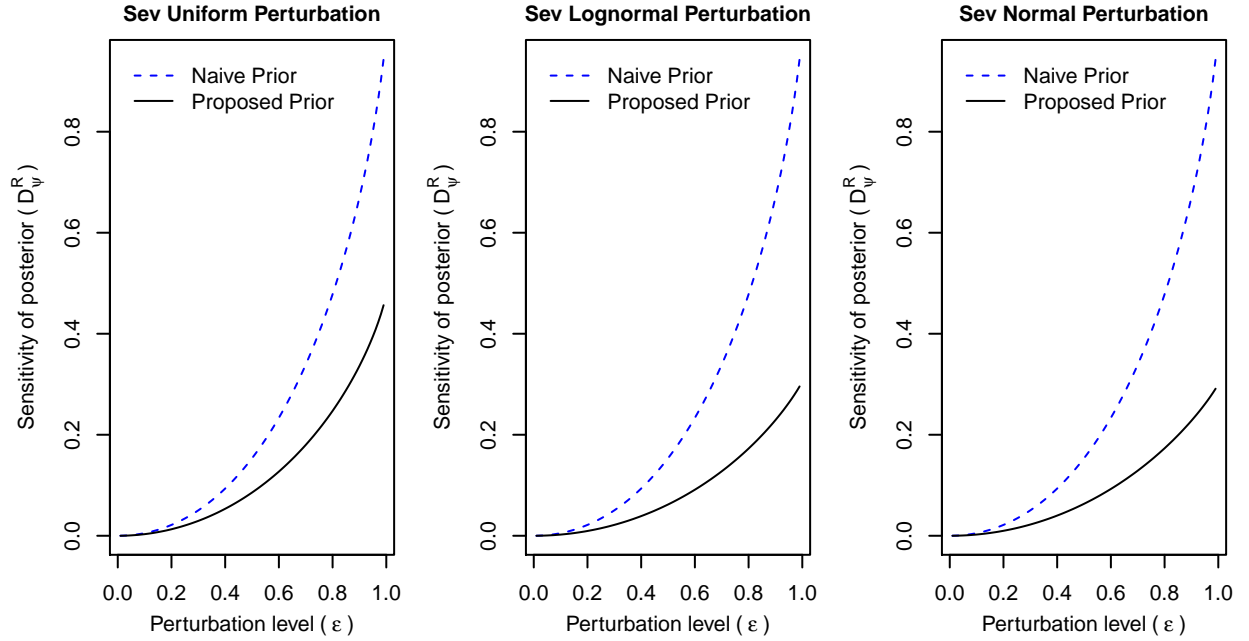 Sev Uniform Perturbation
Naive Prior
Proposed Prior
Sensitivity of posterior ( D_ψ^R )
0.0 0.2 0.4 0.6 0.8
0.0 0.2 0.4 0.6 0.8 1.0
Perturbation level ( ε )
Sev Lognormal Perturbation
Naive Prior
Proposed Prior
Sensitivity of posterior ( D_ψ^R )
0.0 0.2 0.4 0.6 0.8
0.0 0.2 0.4 0.6 0.8 1.0
Perturbation level ( ε )
Sev Normal Perturbation
Naive Prior
Proposed Prior
Sensitivity of posterior ( D_ψ^R )
0.0 0.2 0.4 0.6 0.8
0.0 0.2 0.4 0.6 0.8 1.0
Perturbation level ( ε )